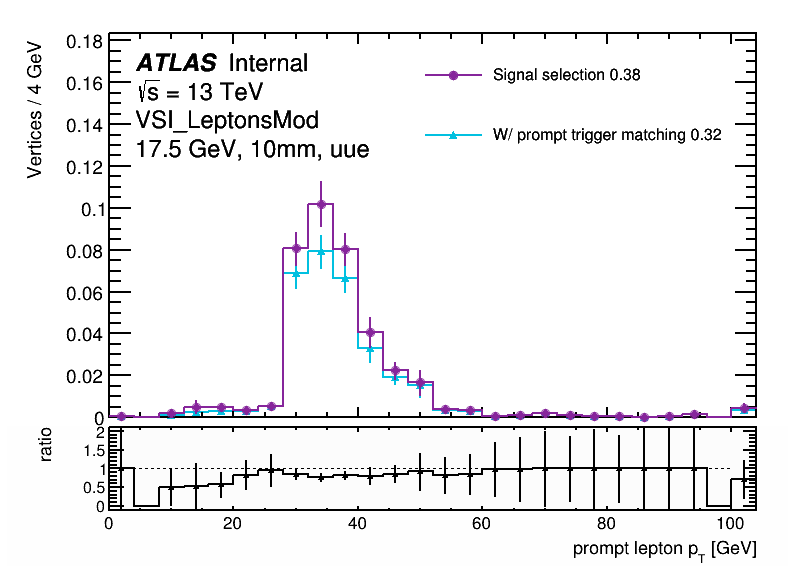 0.18
0.16
0.14
0.12
0.1
0.08
0.06
0.04
0.02
0
Vertices / 4 GeV
ATLAS Internal
√s = 13 TeV
VSI_LeptonsMod
17.5 GeV, 10mm, uue
Signal selection 0.38
W/ prompt trigger matching 0.32
ratio
2
1.5
1
0.5
0
0 20 40 60 80 100
prompt lepton pT [GeV]